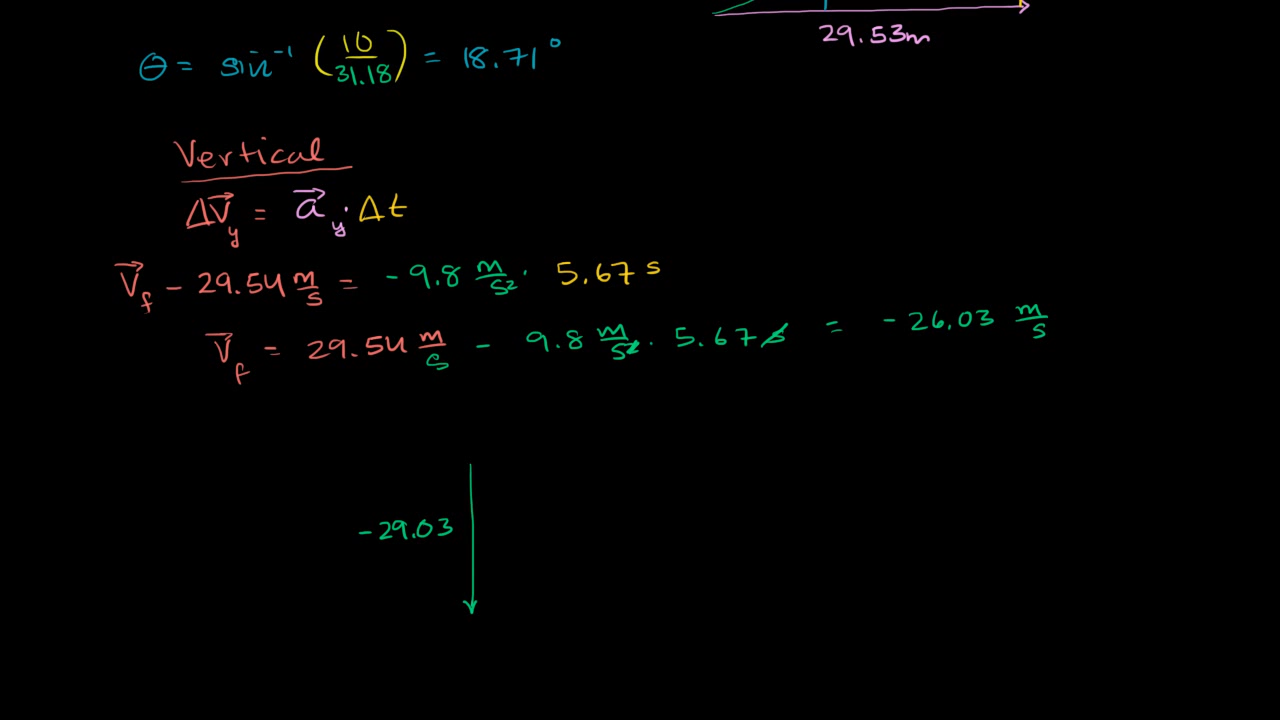 29.53m
θ = sin⁻¹ (10/31.18) = 18.71°
Vertical
Δv⃗y = a⃗y · Δt
v⃗f - 29.54 m/s = -9.8 m/s² · 5.67 s
v⃗f = 29.54 m/s - 9.8 m/s² · 5.67 s = -26.03 m/s
-29.03